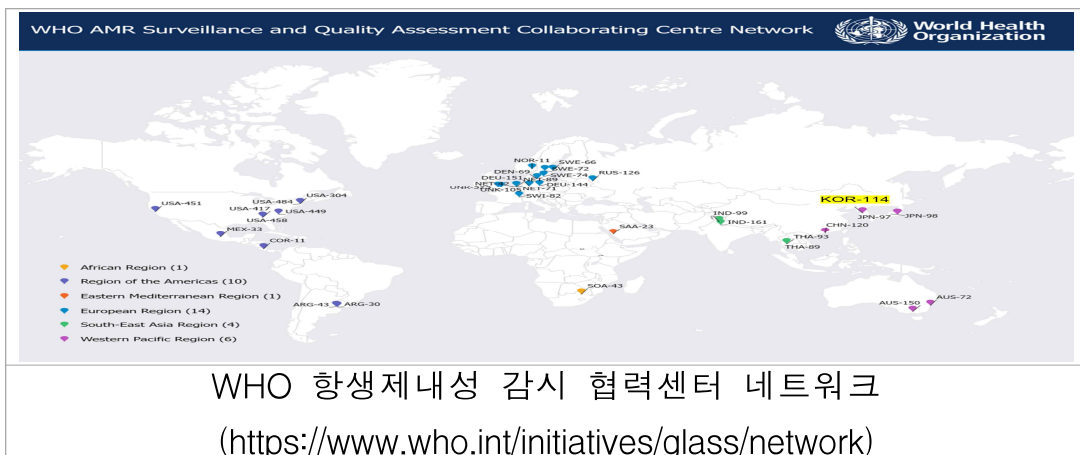 WHO AMR Surveillance and Quality Assessment Collaborating Centre Network
World Health
Organization
NOR-11
SWE-66
DEN-69
SWE-72
RUS-126
DEU-151
SWE-74
DEU-144
UNK-105
NET-71
SWI-82
USA-304
USA-451
USA-484
USA-417
USA-449
USA-458
MEX-33
COR-11
KOR-114
IND-99
IND-161
JPN-97
JPN-98
CHN-120
SAA-23
THA-93
THA-89
SOA-43
ARG-43
ARG-30
AUS-72
AUS-150
African Region (1)
Region of the Americas (10)
Eastern Mediterranean Region (1)
European Region (14)
South-East Asia Region (4)
Western Pacific Region (6)
WHO 항생제내성 감시 협력센터 네트워크
(https://www.who.int/initiatives/glass/network)